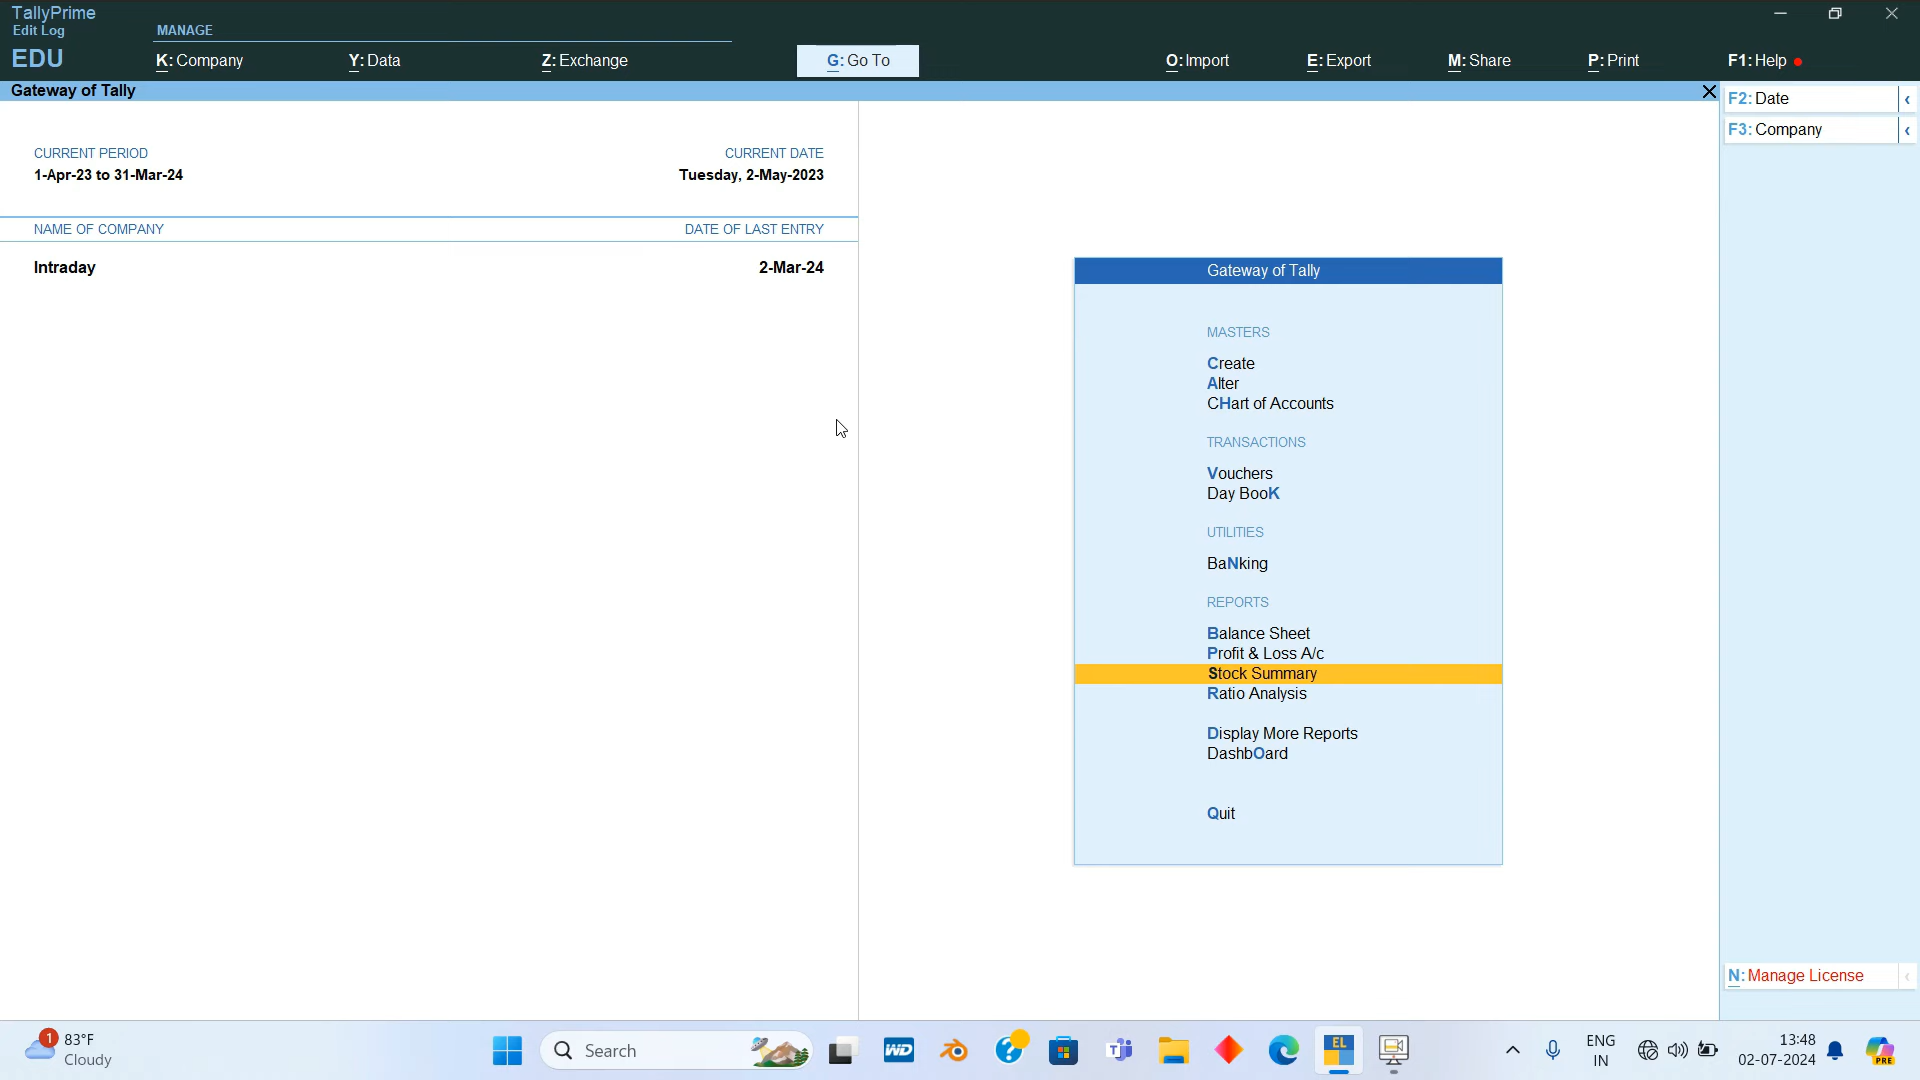 TallyPrime
Edit Log
EDU
MANAGE
K: Company
Y: Data
Z: Exchange
G: Go To
O: Import
E: Export
M: Share
P: Print
F1: Help
Gateway of Tally
F2: Date
F3: Company
CURRENT PERIOD
CURRENT DATE
1-Apr-23 to 31-Mar-24
Tuesday, 2-May-2023
NAME OF COMPANY
DATE OF LAST ENTRY
Intraday
2-Mar-24
Gateway of Tally
MASTERS
Create
Alter
CHart of Accounts
TRANSACTIONS
Vouchers
Day BooK
UTILITIES
BaNking
REPORTS
Balance Sheet
Profit & Loss A/c
Stock Summary
Ratio Analysis
Display More Reports
DashbOard
Quit
N: Manage License
1
83°F
Cloudy
Search
WD
EL
ENG
IN
13:48
02-07-2024
PRE